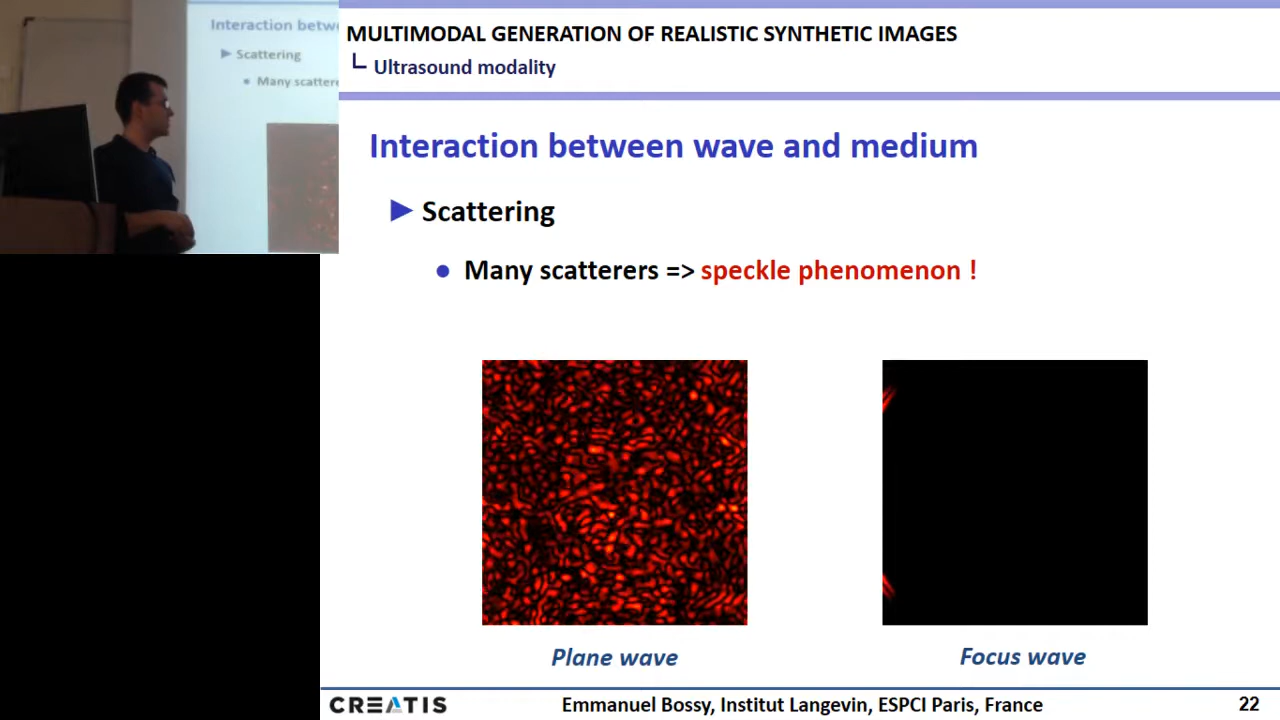 Interaction betw
► Scattering
● Many scattere
MULTIMODAL GENERATION OF REALISTIC SYNTHETIC IMAGES
Ultrasound modality
Interaction between wave and medium
► Scattering
● Many scatterers => speckle phenomenon !
Plane wave
Focus wave
CREATIS
Emmanuel Bossy, Institut Langevin, ESPCI Paris, France
22